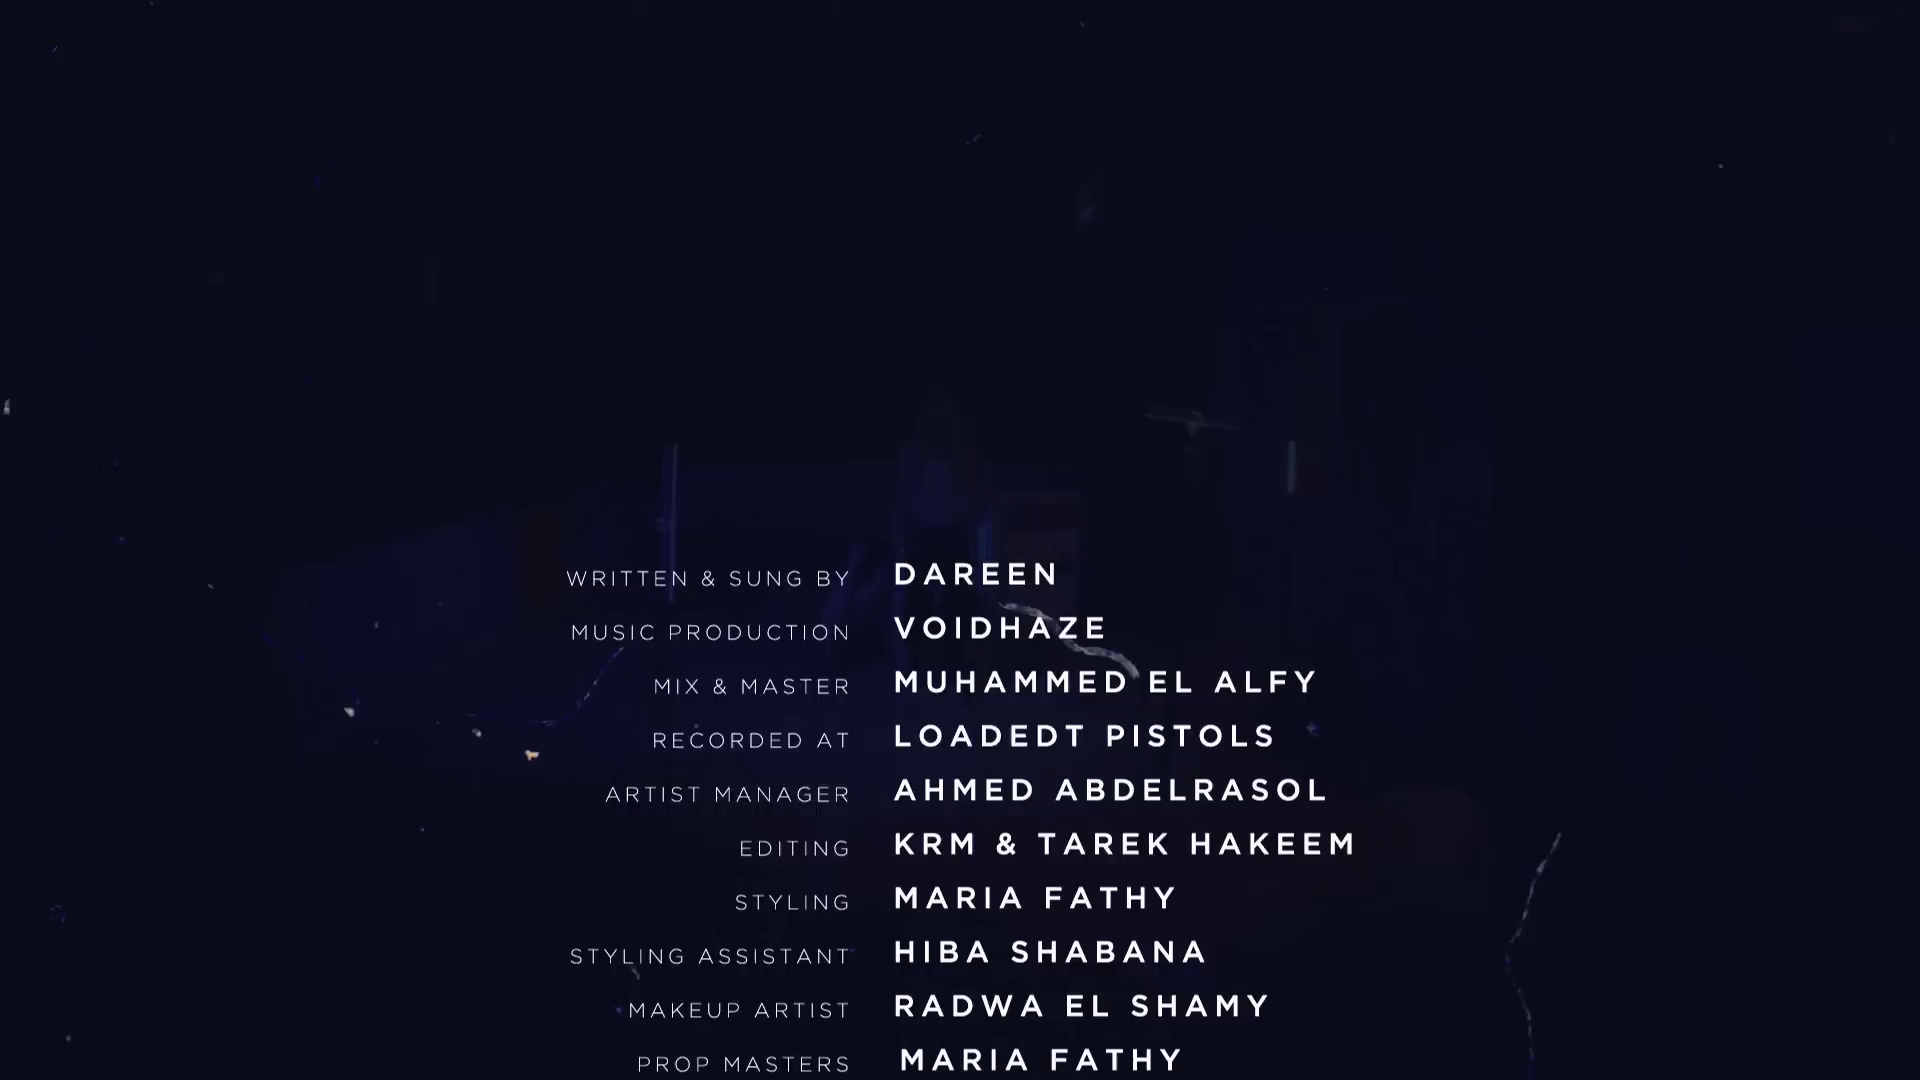 WRITTEN & SUNG BY DAREEN
MUSIC PRODUCTION VOIDHAZE
MIX & MASTER MUHAMMED EL ALFY
RECORDED AT LOADEDT PISTOLS
ARTIST MANAGER AHMED ABDELRASOL
EDITING KRM & TAREK HAKEEM
STYLING MARIA FATHY
STYLING ASSISTANT HIBA SHABANA
MAKEUP ARTIST RADWA EL SHAMY
PROP MASTERS MARIA FATHY